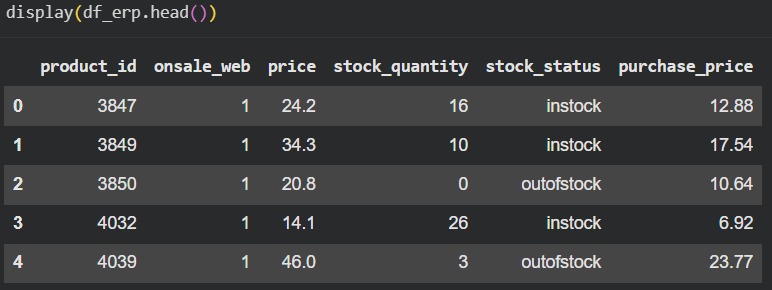 display(df_erp.head())
product_id onsale_web price stock_quantity stock_status purchase_price
0 3847 1 24.2 16 instock 12.88
1 3849 1 34.3 10 instock 17.54
2 3850 1 20.8 0 outofstock 10.64
3 4032 1 14.1 26 instock 6.92
4 4039 1 46.0 3 outofstock 23.77